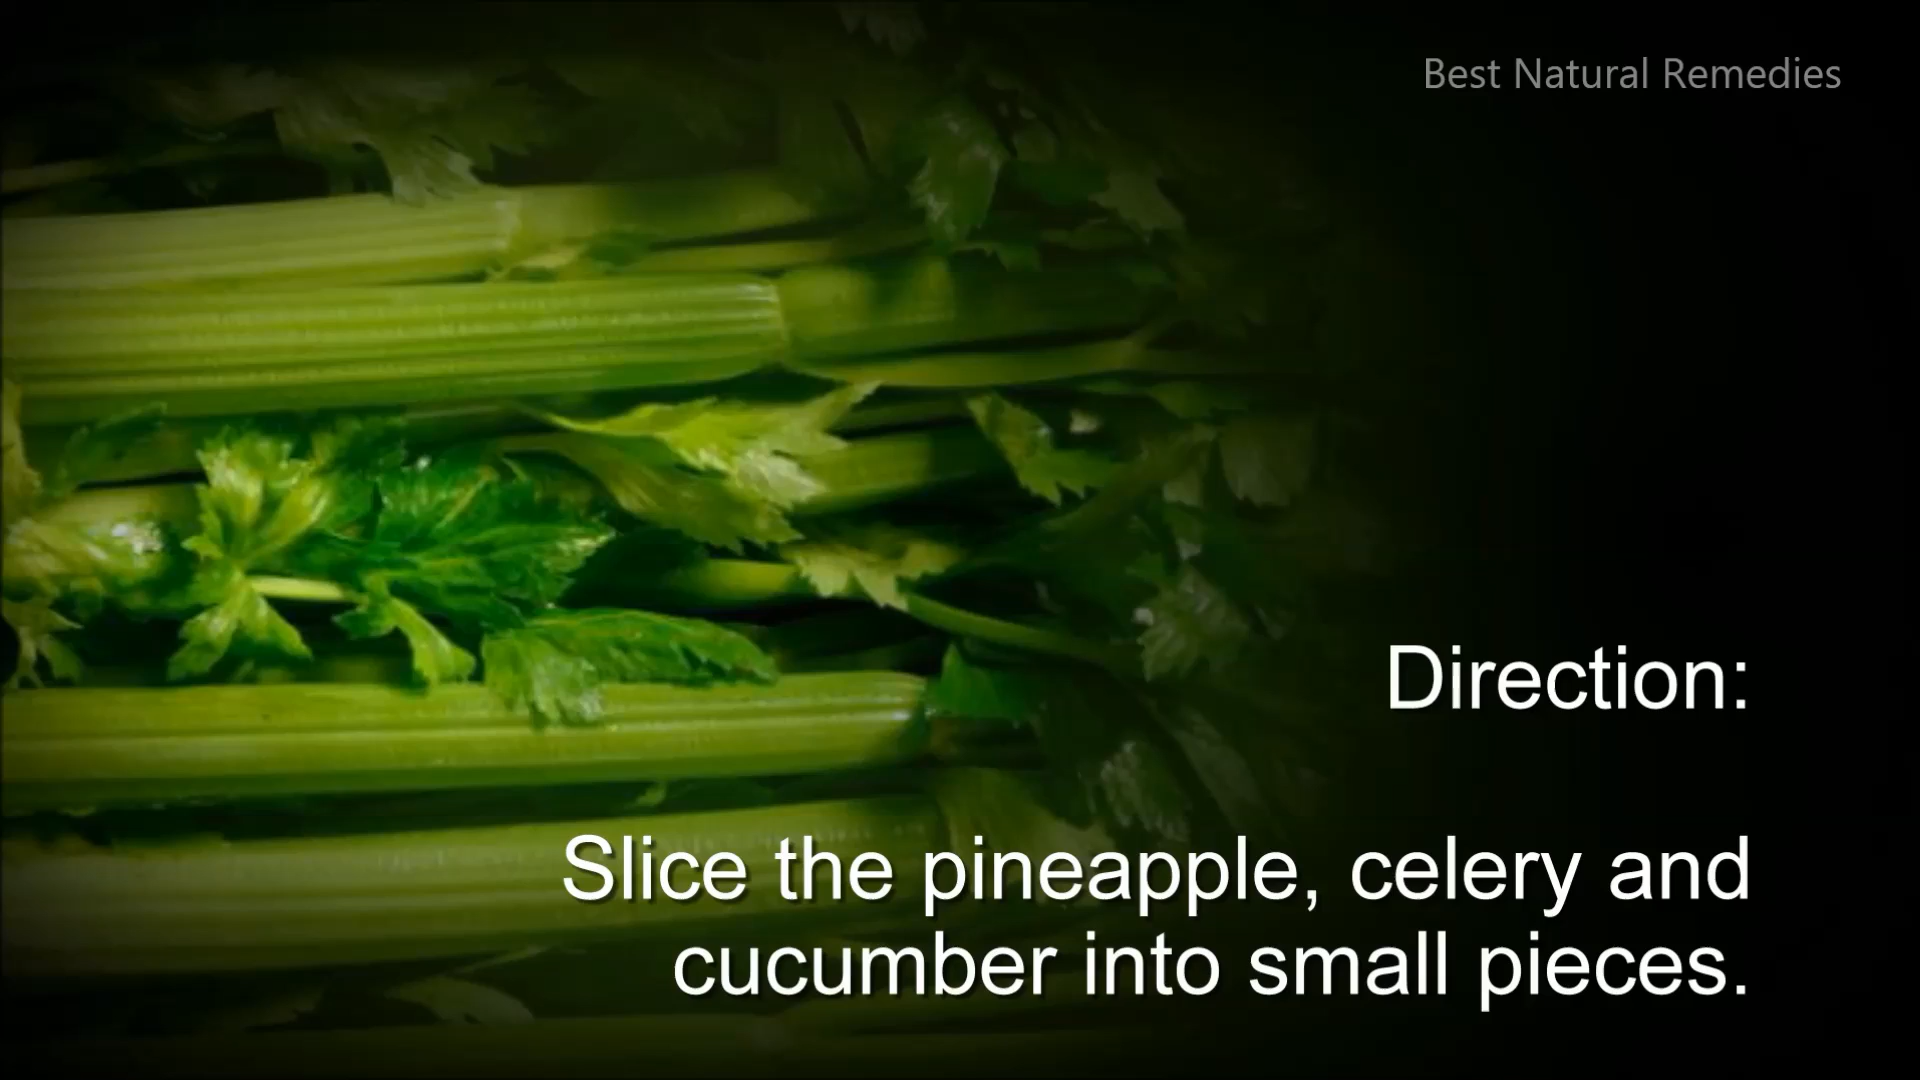 Best Natural Remedies
Direction:
Slice the pineapple, celery and
cucumber into small pieces.